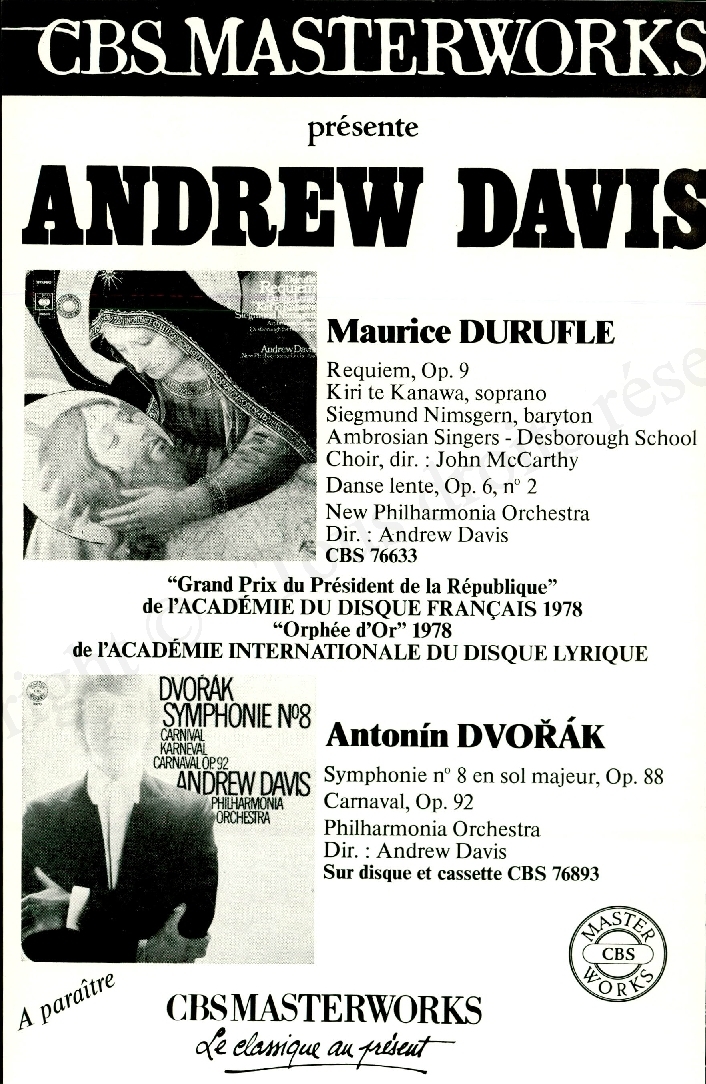 CBS MASTERWORKS
présente
ANDREW DAVIS
Requiem
Andrew Davis
Maurice DURUFLE
Requiem, Op. 9
Kiri te Kanawa, soprano
Siegmund Nimsgern, baryton
Ambrosian Singers - Desborough School
Choir, dir. : John McCarthy
Danse lente, Op. 6, n° 2
New Philharmonia Orchestra
Dir. : Andrew Davis
CBS 76633
“Grand Prix du Président de la République”
de l'ACADÉMIE DU DISQUE FRANÇAIS 1978
“Orphée d'Or” 1978
de l'ACADÉMIE INTERNATIONALE DU DISQUE LYRIQUE
DVOŘÁK
SYMPHONIE Nº8
CARNIVAL
KARNEVAL
CARNAVAL OP.92
ANDREW DAVIS
PHILHARMONIA
ORCHESTRA
Antonín DVOŘÁK
Symphonie n° 8 en sol majeur, Op. 88
Carnaval, Op. 92
Philharmonia Orchestra
Dir. : Andrew Davis
Sur disque et cassette CBS 76893
MASTER
CBS
WORKS
A paraître
CBS MASTERWORKS
Le classique au présent